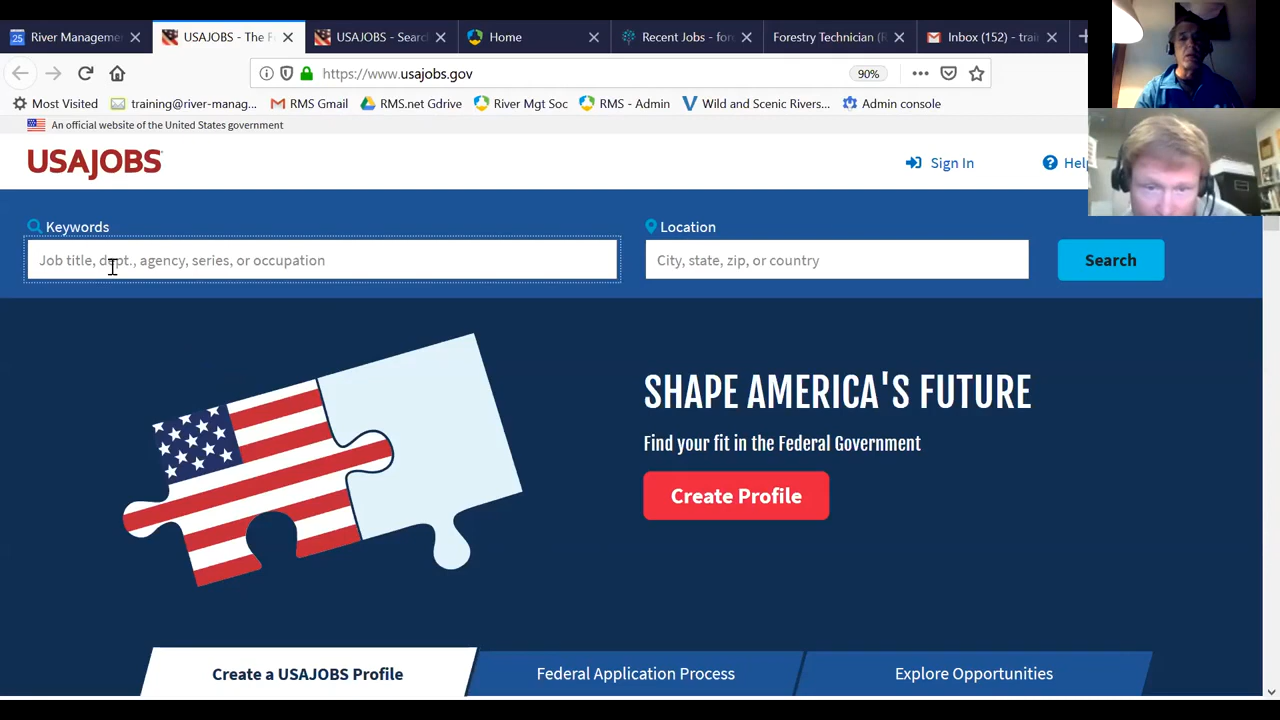 25 River Manageme
USAJOBS - The F
USAJOBS - Searc
Home
Recent Jobs - for
Forestry Technician (R
Inbox (152) - trai
https://www.usajobs.gov
90%
Most Visited
training@river-manag...
RMS Gmail
RMS.net Gdrive
River Mgt Soc
RMS - Admin
Wild and Scenic Rivers...
Admin console
An official website of the United States government
USAJOBS
Sign In
Help
Keywords
Location
Job title, dept., agency, series, or occupation
City, state, zip, or country
Search
SHAPE AMERICA'S FUTURE
Find your fit in the Federal Government
Create Profile
Create a USAJOBS Profile
Federal Application Process
Explore Opportunities